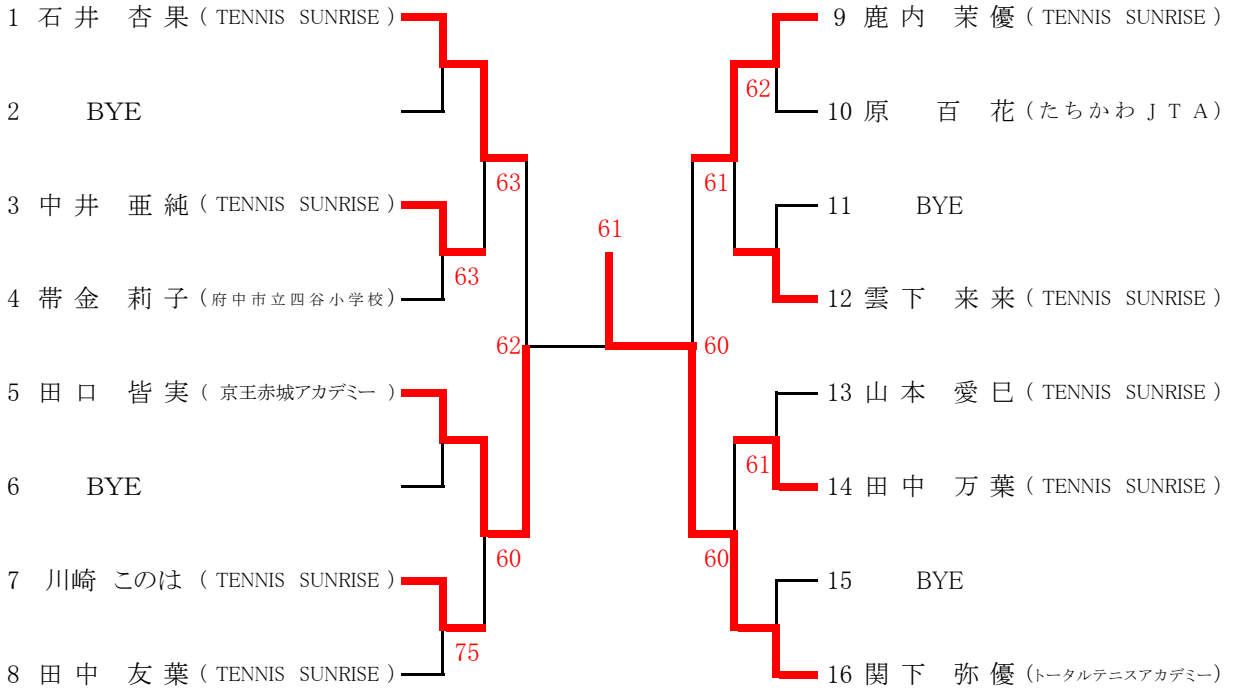 1 石井 杏果 ( TENNIS SUNRISE )
2 BYE
63
3 中井 亜純 ( TENNIS SUNRISE )
63
4 帯金 莉子 (府中市立四谷小学校)
62
5 田口 皆実 ( 京王赤城アカデミー )
6 BYE
60
7 川崎 このは ( TENNIS SUNRISE )
75
8 田中 友葉 ( TENNIS SUNRISE )
61
9 鹿内 茉優 ( TENNIS SUNRISE )
62
10 原 百花 (たちかわJTA)
61
11 BYE
12 雲下 来来 ( TENNIS SUNRISE )
60
13 山本 愛巳 ( TENNIS SUNRISE )
61
14 田中 万葉 ( TENNIS SUNRISE )
60
15 BYE
16 関下 弥優 (トータルテニスアカデミー)